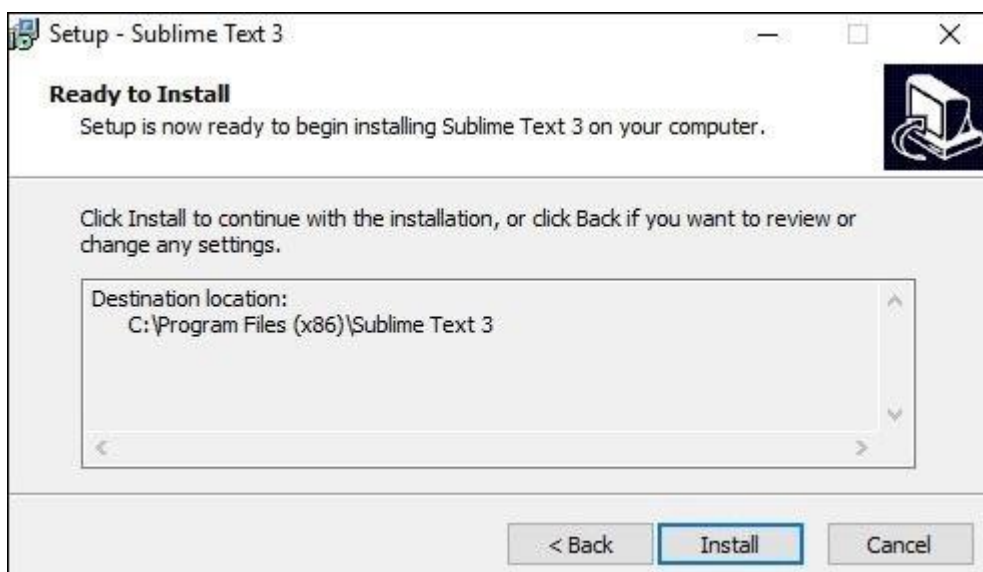 Setup - Sublime Text 3
Ready to Install
Setup is now ready to begin installing Sublime Text 3 on your computer.
Click Install to continue with the installation, or click Back if you want to review or
change any settings.
Destination location:
C:\Program Files (x86)\Sublime Text 3
< Back
Install
Cancel